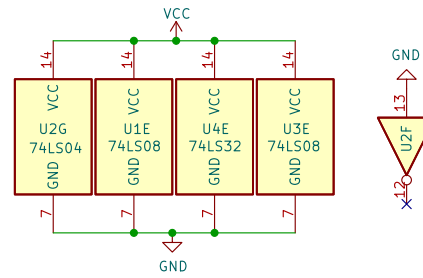 VCC
14 14 14 14
VCC VCC VCC VCC
U2G U1E U4E U3E
74LS04 74LS08 74LS32 74LS08
GND GND GND GND
7 7 7 7
GND
GND
13
U2F
12